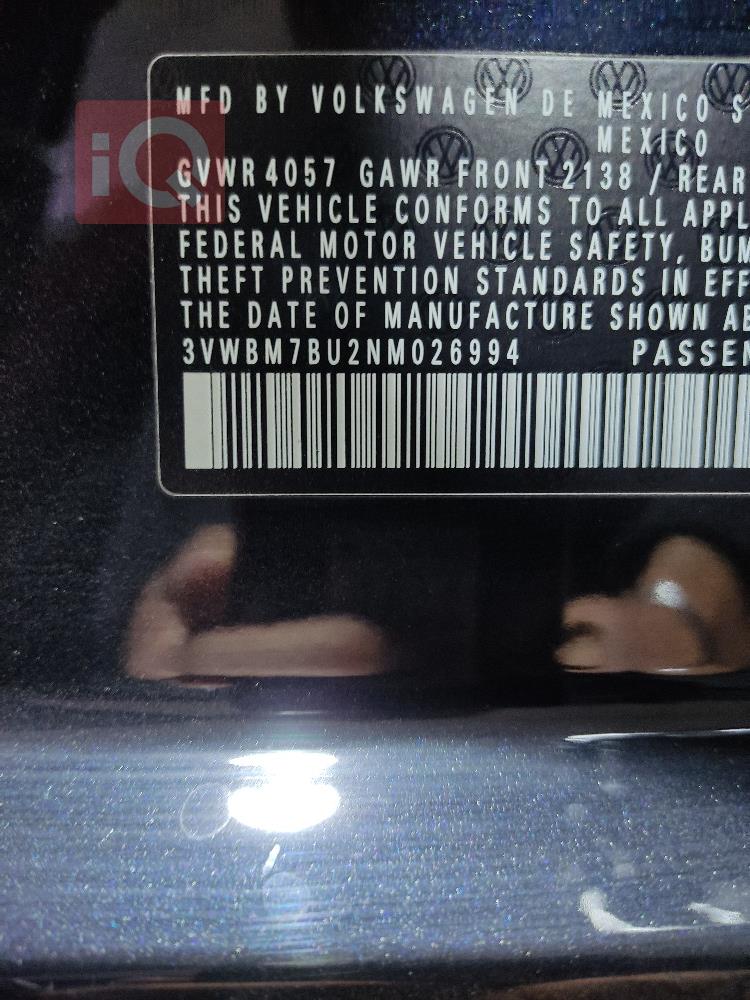 iQ
MFD BY VOLKSWAGEN DE MEXICO S
MEXICO
GVWR 4057 GAWR FRONT 2138 / REAR
THIS VEHICLE CONFORMS TO ALL APPL
FEDERAL MOTOR VEHICLE SAFETY, BUM
THEFT PREVENTION STANDARDS IN EFF
THE DATE OF MANUFACTURE SHOWN AB
3VWBM7BU2NM026994 PASSEN